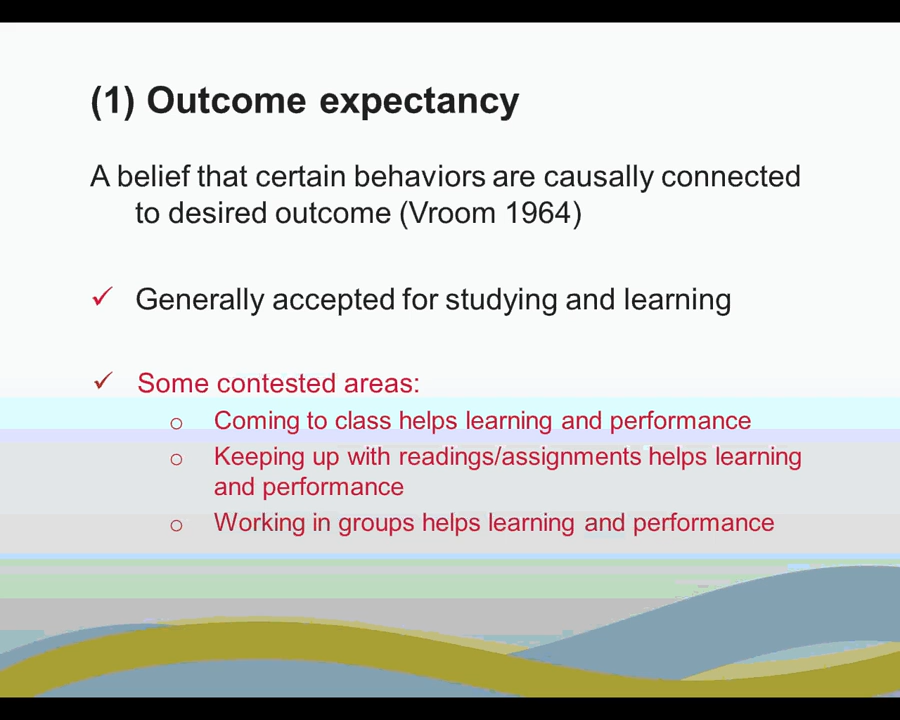 (1) Outcome expectancy
A belief that certain behaviors are causally connected
to desired outcome (Vroom 1964)
✓ Generally accepted for studying and learning
✓ Some contested areas:
o Coming to class helps learning and performance
o Keeping up with readings/assignments helps learning
and performance
o Working in groups helps learning and performance